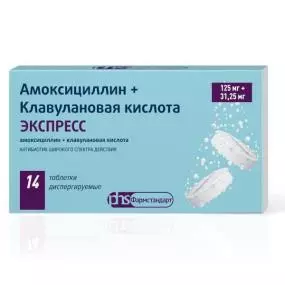 Амоксициллин +
Клавулановая кислота
ЭКСПРЕСС
амоксициллин + клавулановая кислота
АНТИБИОТИК ШИРОКОГО СПЕКТРА ДЕЙСТВИЯ
125 мг +
31,25 мг
14 таблетки
диспергируемые
phs Фармстандарт